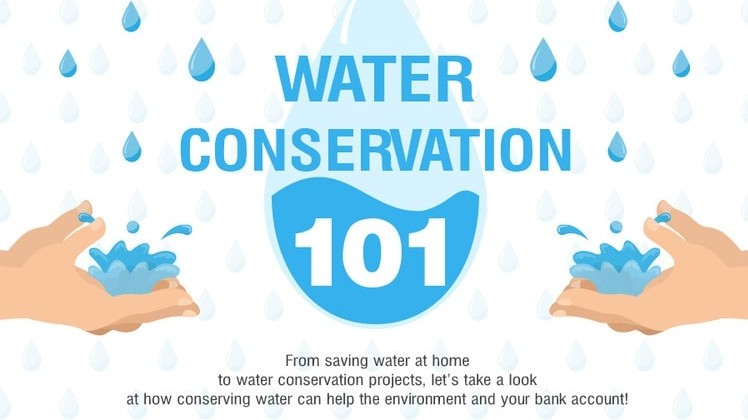 WATER
CONSERVATION
101
From saving water at home
to water conservation projects, let's take a look
at how conserving water can help the environment and your bank account!